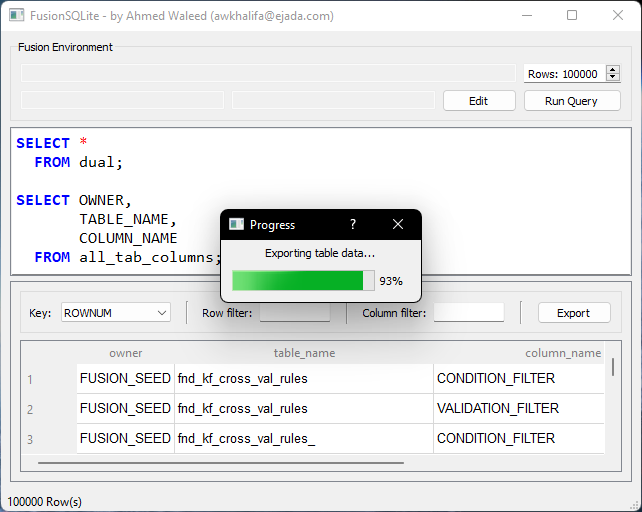 FusionSQLite - by Ahmed Waleed (awkhalifa@ejada.com)
Fusion Environment
Rows: 100000
Edit
Run Query
SELECT *
FROM dual;
SELECT OWNER,
TABLE_NAME,
COLUMN_NAME
FROM all_tab_columns;
Progress
?
Exporting table data...
93%
Key:
ROWNUM
Row filter:
Column filter:
Export
owner table_name column_name
1 FUSION_SEED fnd_kf_cross_val_rules CONDITION_FILTER
2 FUSION_SEED fnd_kf_cross_val_rules VALIDATION_FILTER
3 FUSION_SEED fnd_kf_cross_val_rules_ CONDITION_FILTER
100000 Row(s)